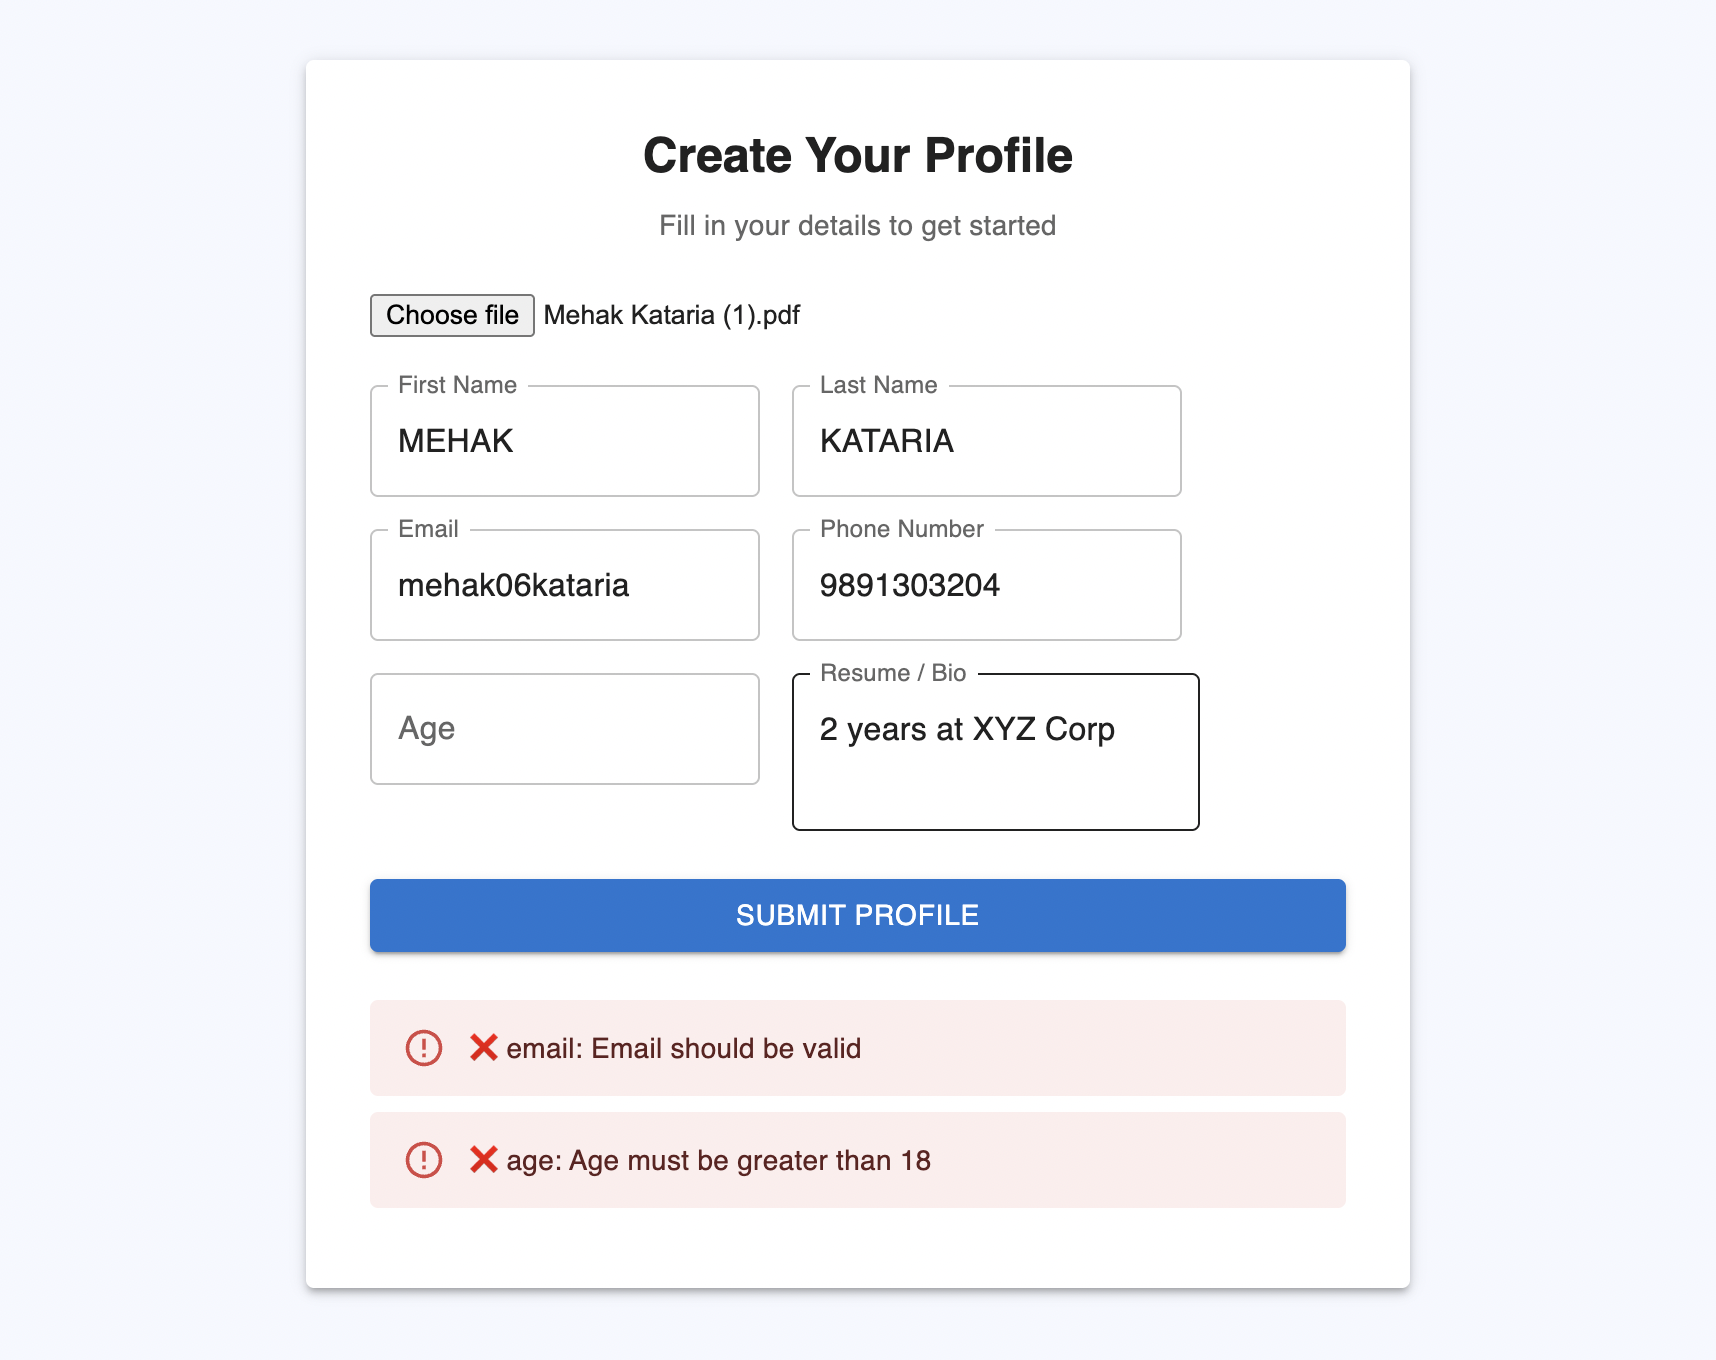 Create Your Profile
Fill in your details to get started
Choose file Mehak Kataria (1).pdf
First Name Last Name
MEHAK KATARIA
Email Phone Number
mehak06kataria 9891303204
Resume / Bio
Age 2 years at XYZ Corp
SUBMIT PROFILE
❌ email: Email should be valid
❌ age: Age must be greater than 18